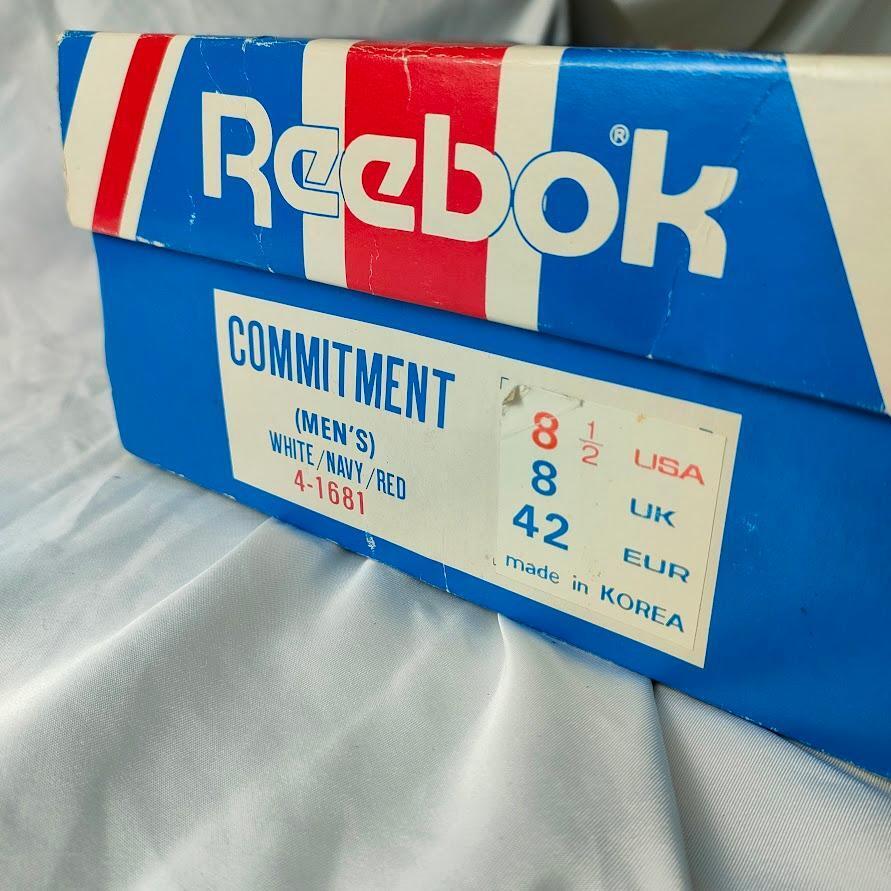 Reebok®
COMMITMENT
(MEN'S)
WHITE/NAVY/RED
4-1681
8 1/2 USA
8 UK
42 EUR
made in KOREA